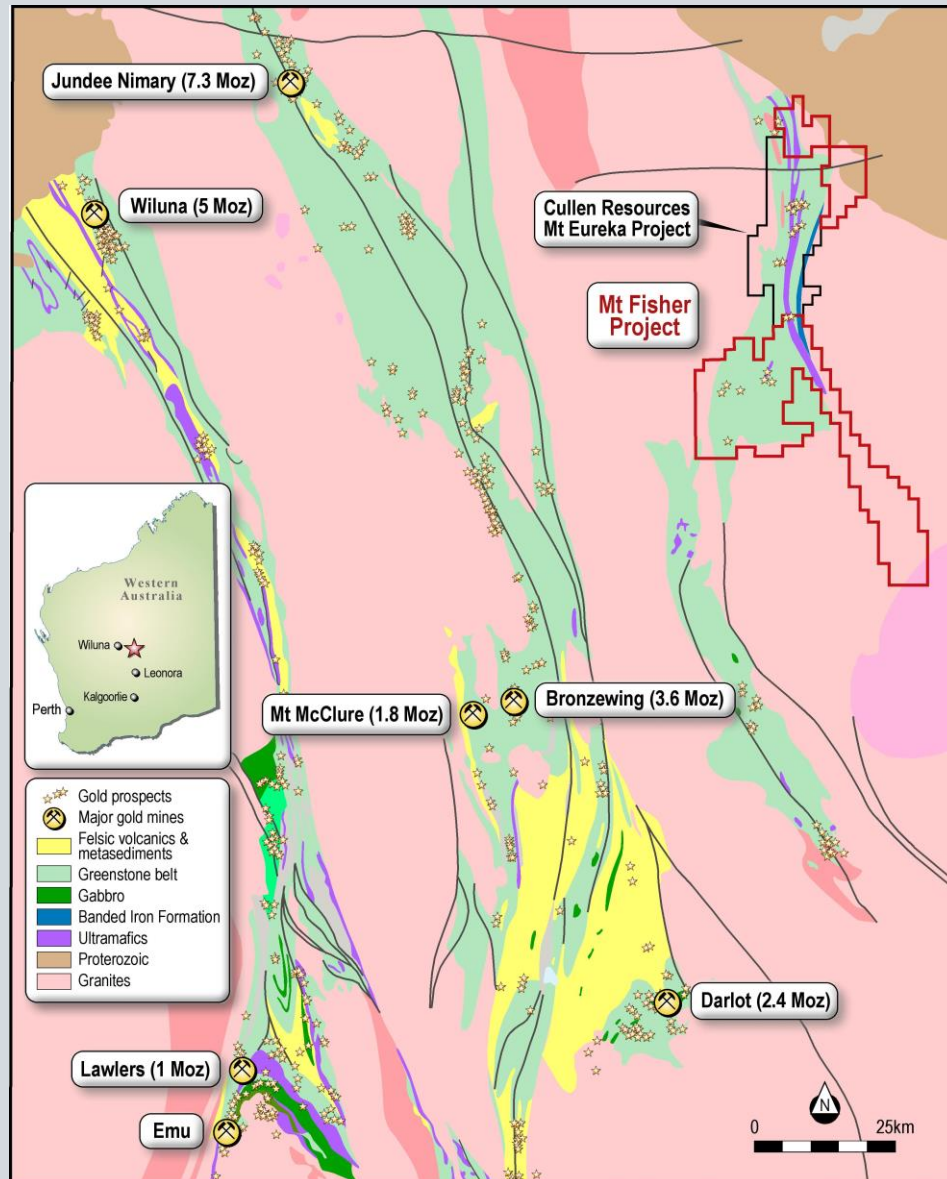 Jundee Nimary (7.3 Moz)
Wiluna (5 Moz)
Cullen Resources
Mt Eureka Project
Mt Fisher
Project
Western
Australia
Wiluna
Leonora
Kalgoorlie
Perth
Mt McClure (1.8 Moz)
Bronzewing (3.6 Moz)
Gold prospects
Major gold mines
Felsic volcanics &
metasediments
Greenstone belt
Gabbro
Banded Iron Formation
Ultramafics
Proterozoic
Granites
Darlot (2.4 Moz)
Lawlers (1 Moz)
Emu
N
0 25km